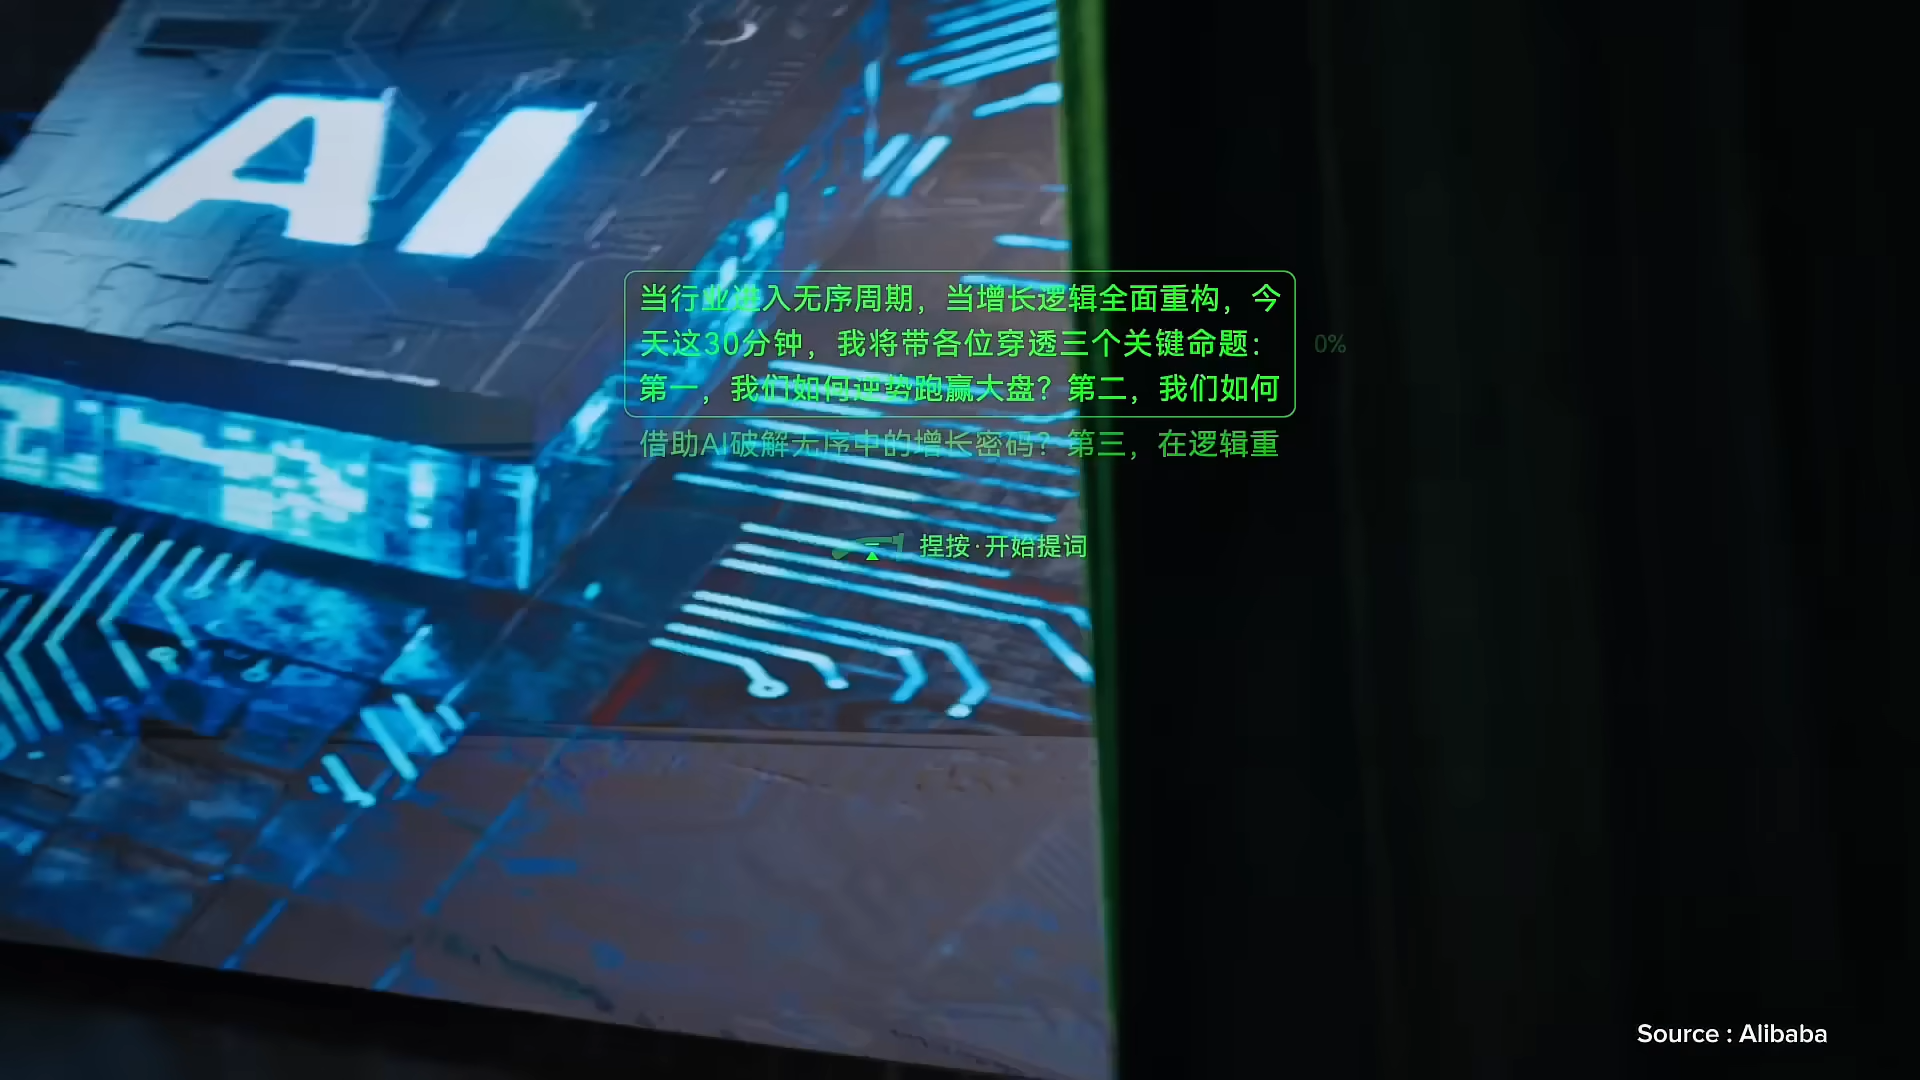 AI
当行业进入无序周期，当增长逻辑全面重构，今
天这30分钟，我将带各位穿透三个关键命题：
0%
第一，我们如何逆势跑赢大盘？第二，我们如何
借助AI破解无序中的增长密码？第三，在逻辑重
捏按·开始提词
Source : Alibaba